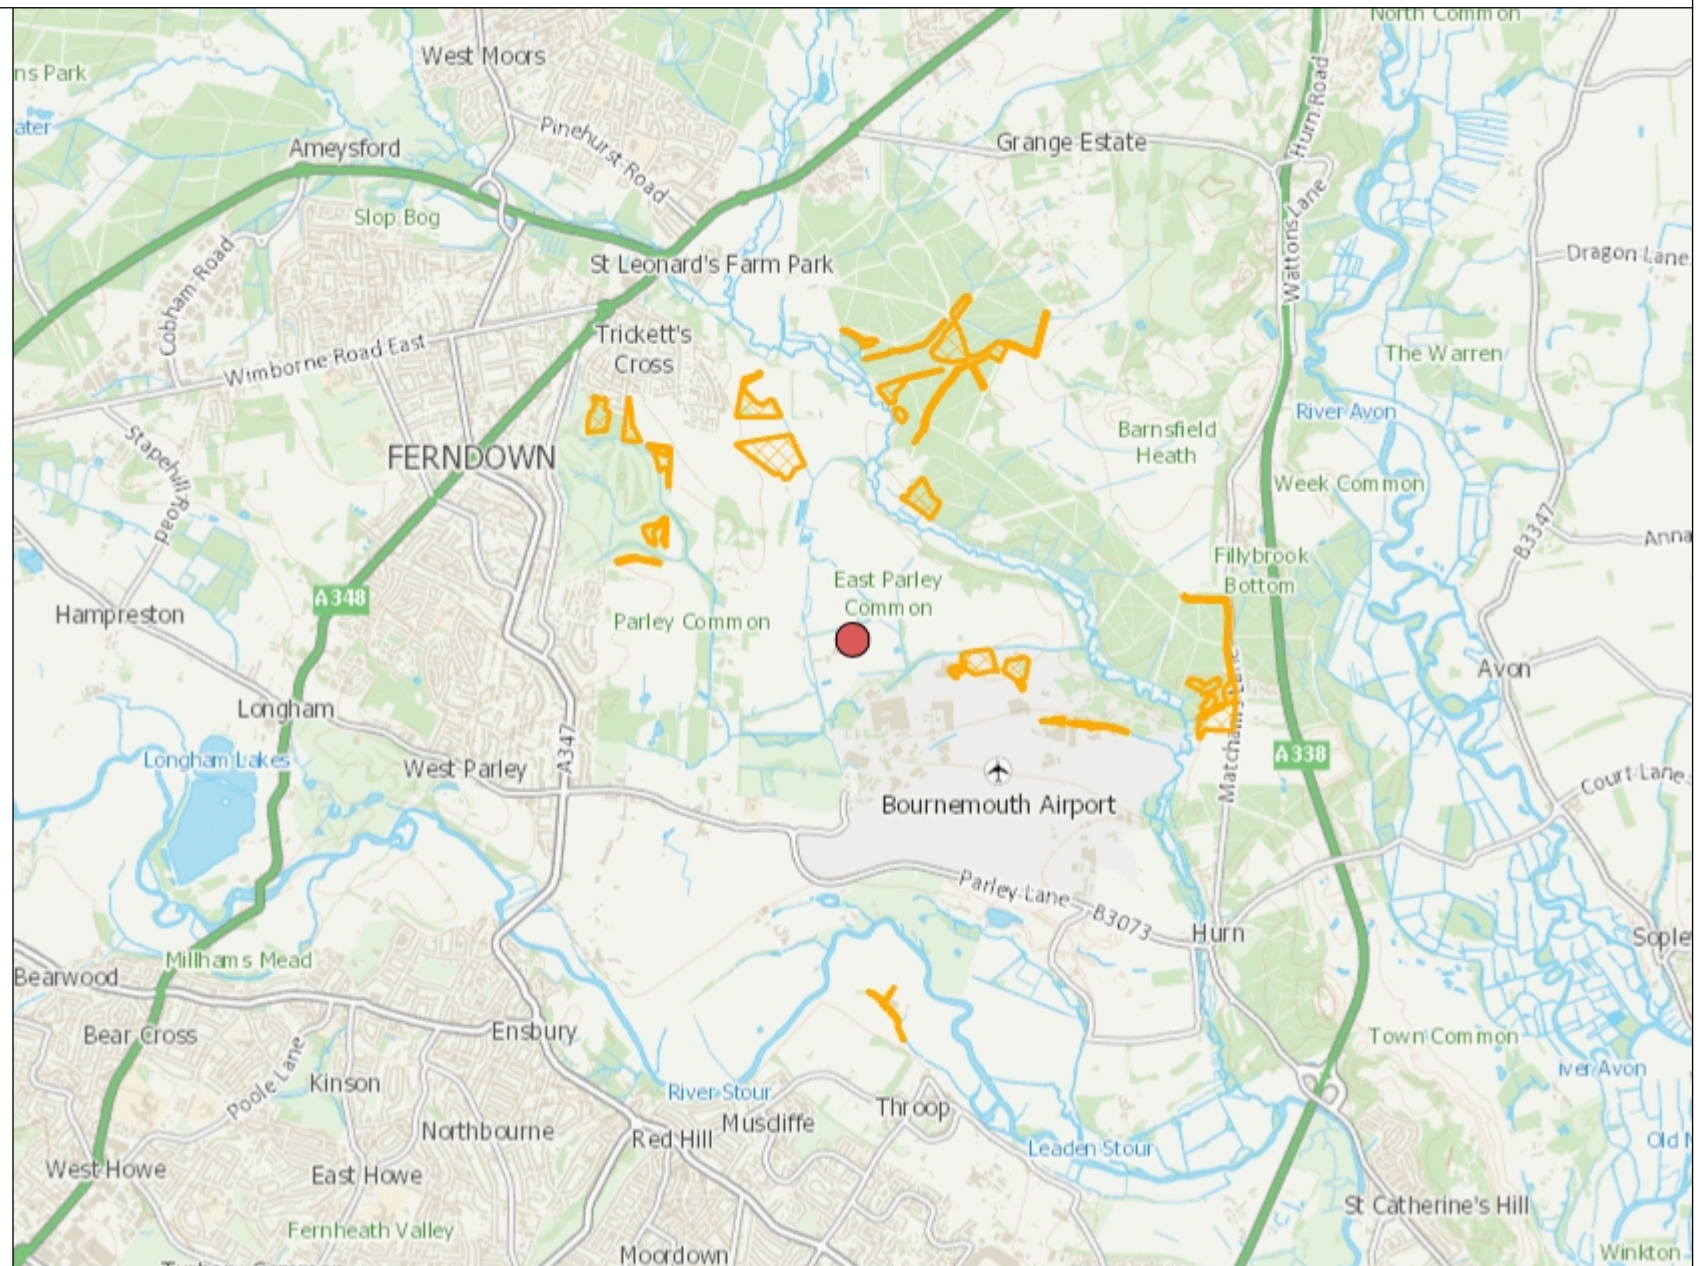 North Common
West Moors
ns Park
Hurn Road
ater
Pinehurst Road
Grange Estate
Ameysford
Slop Bog
Wattons Lane
Cobham Road
Dragon Lane
St Leonard's Farm Park
Trickett's
Cross
Wimborne Road East
The Warren
River Avon
Barnsfield
Heath
Stapehill Road
FERNDOWN
Week Common
B3347
Anna
Fillybrook
Bottom
East Parley
Common
A348
Hampreston
Parley Common
Avon
Longham
Matchams Lane
A347
A338
Longham Lakes
West Parley
Court Lane
Bournemouth Airport
Parley Lane
B3073
Hurn
Sople
Millhams Mead
Bearwood
Bear Cross
Ensbury
Town Common
iver Avon
Poole Lane
Kinson
River Stour
Throop
Muscliffe
Northbourne
Red Hill
Old
Leaden Stour
West Howe
East Howe
St Catherine's Hill
Fernheath Valley
Moordown
Winkton